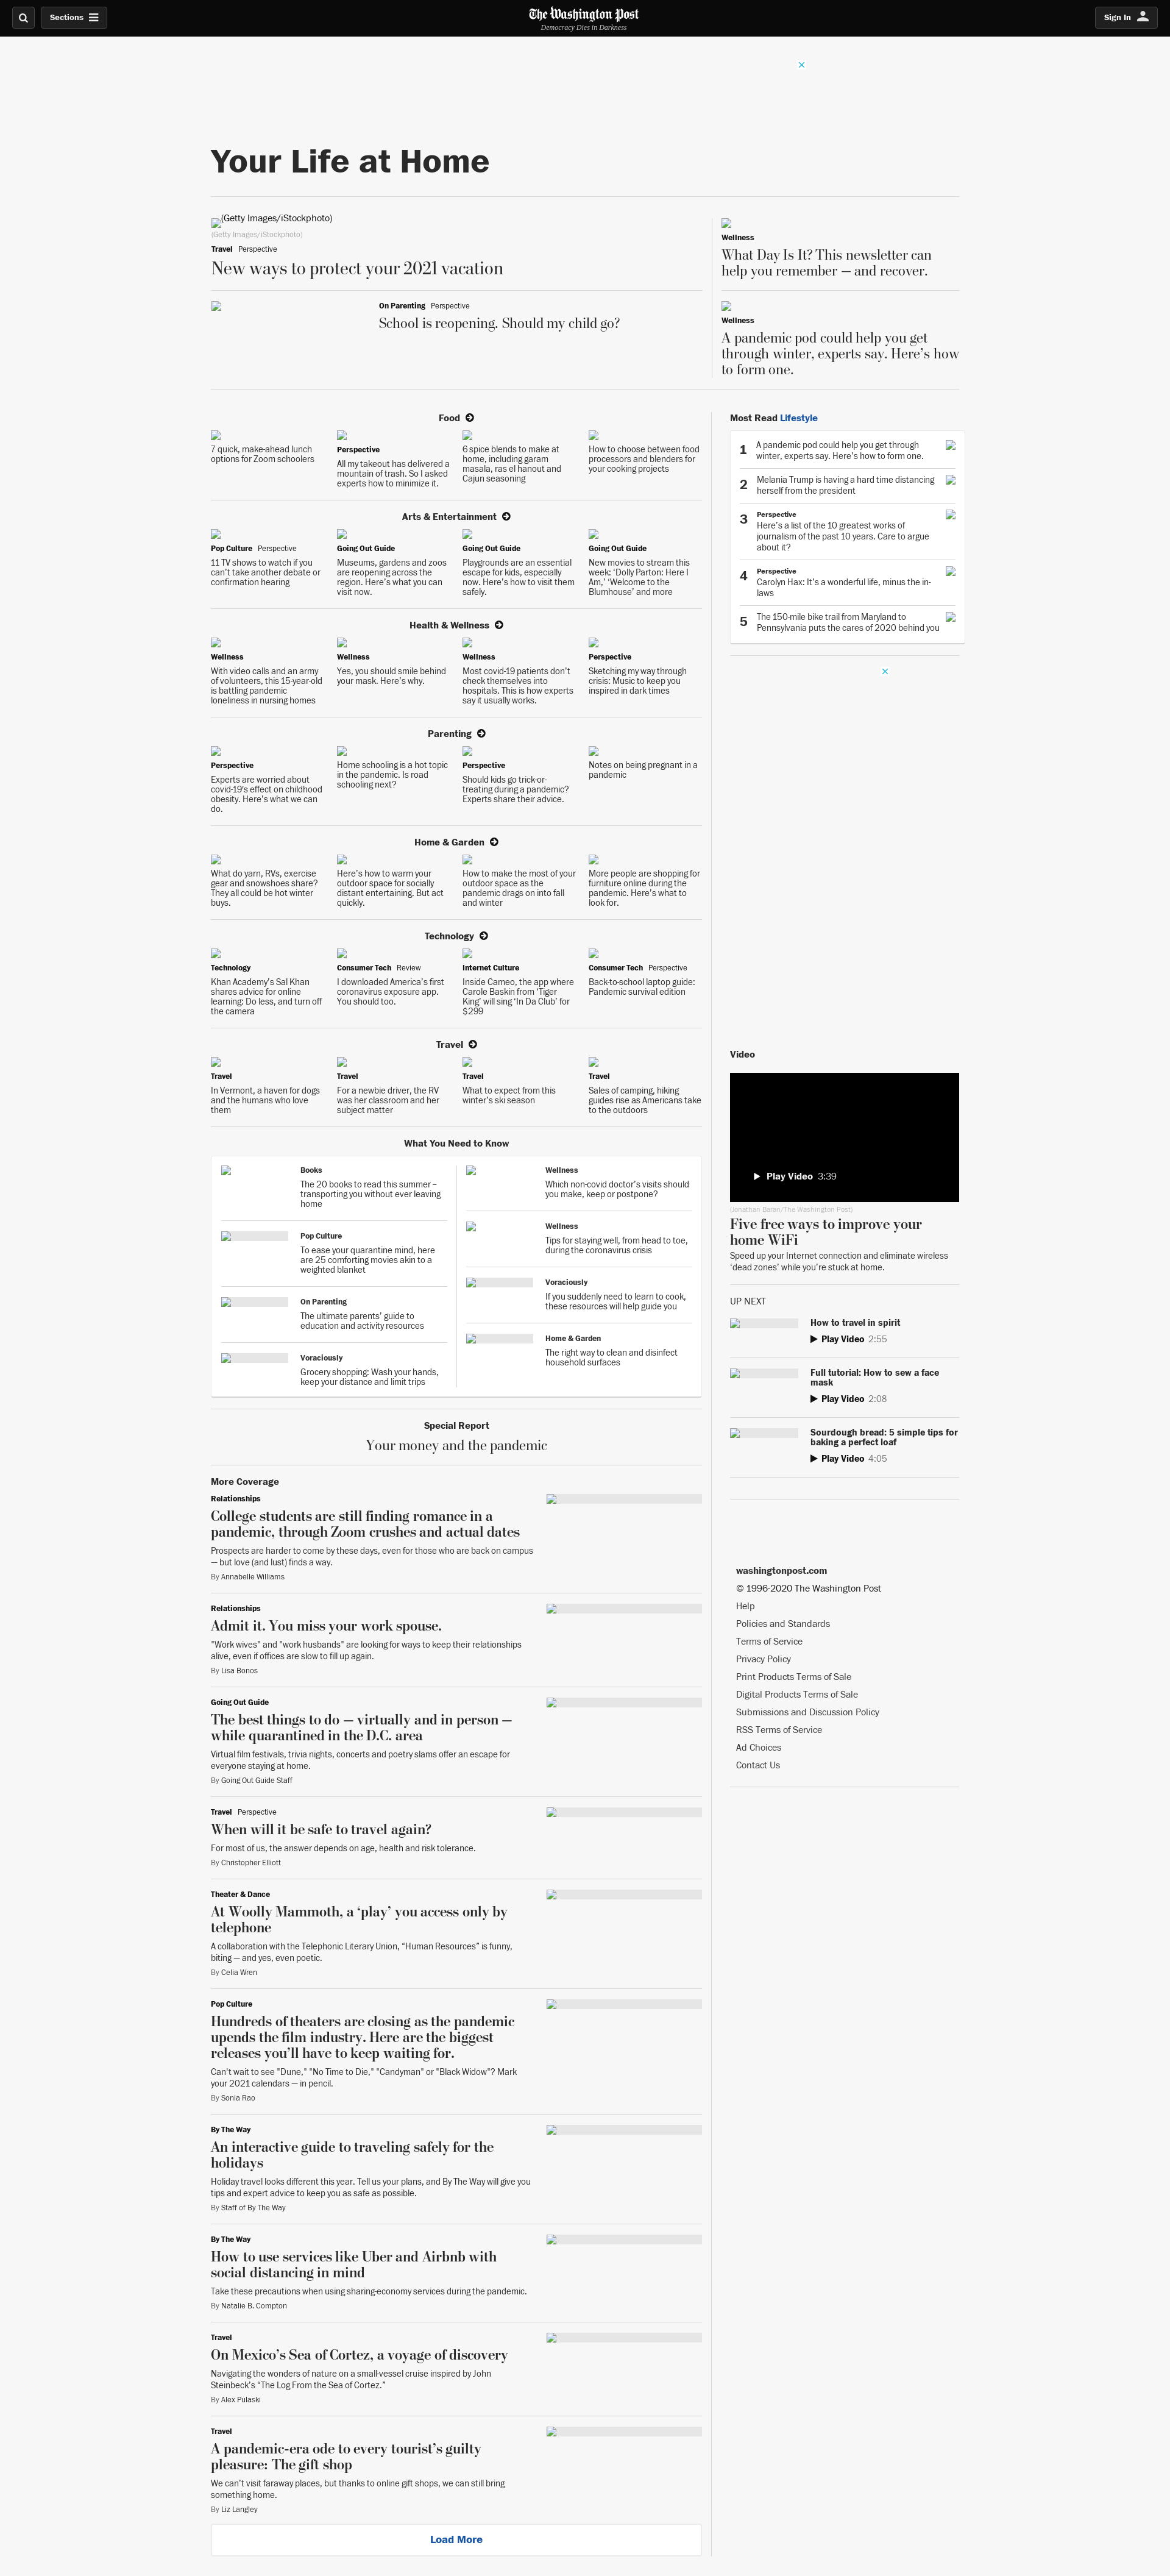 Sections
The Washington Post
Democracy Dies in Darkness
Sign In
Your Life at Home
(Getty Images/iStockphoto)
(Getty Images/iStockphoto)
Travel Perspective
New ways to protect your 2021 vacation
On Parenting Perspective
School is reopening. Should my child go?
Wellness
What Day Is It? This newsletter can
help you remember — and recover.
Wellness
A pandemic pod could help you get
through winter, experts say. Here's how
to form one.
Food
7 quick, make-ahead lunch
options for Zoom schoolers
Perspective
All my takeout has delivered a
mountain of trash. So I asked
experts how to minimize it.
6 spice blends to make at
home, including garam
masala, ras el hanout and
Cajun seasoning
How to choose between food
processors and blenders for
your cooking projects
Arts & Entertainment
Pop Culture Perspective
11 TV shows to watch if you
can't take another debate or
confirmation hearing
Going Out Guide
Museums, gardens and zoos
are reopening across the
region. Here's what you can
visit now.
Going Out Guide
Playgrounds are an essential
escape for kids, especially
now. Here's how to visit them
safely.
Going Out Guide
New movies to stream this
week: 'Dolly Parton: Here I
Am,' 'Welcome to the
Blumhouse' and more
Health & Wellness
Wellness
With video calls and an army
of volunteers, this 15-year-old
is battling pandemic
loneliness in nursing homes
Wellness
Yes, you should smile behind
your mask. Here's why.
Wellness
Most covid-19 patients don't
check themselves into
hospitals. This is how experts
say it usually works.
Perspective
Sketching my way through
crisis: Music to keep you
inspired in dark times
Parenting
Perspective
Experts are worried about
covid-19's effect on childhood
obesity. Here's what we can
do.
Home schooling is a hot topic
in the pandemic. Is road
schooling next?
Perspective
Should kids go trick-or-
treating during a pandemic?
Experts share their advice.
Notes on being pregnant in a
pandemic
Home & Garden
What do yarn, RVs, exercise
gear and snowshoes share?
They all could be hot winter
buys.
Here's how to warm your
outdoor space for socially
distant entertaining. But act
quickly.
How to make the most of your
outdoor space as the
pandemic drags on into fall
and winter
More people are shopping for
furniture online during the
pandemic. Here's what to
look for.
Technology
Technology
Khan Academy's Sal Khan
shares advice for online
learning: Do less, and turn off
the camera
Consumer Tech Review
I downloaded America's first
coronavirus exposure app.
You should too.
Internet Culture
Inside Cameo, the app where
Carole Baskin from 'Tiger
King' will sing 'In Da Club' for
$299
Consumer Tech Perspective
Back-to-school laptop guide:
Pandemic survival edition
Travel
Travel
In Vermont, a haven for dogs
and the humans who love
them
Travel
For a newbie driver, the RV
was her classroom and her
subject matter
Travel
What to expect from this
winter's ski season
Travel
Sales of camping, hiking
guides rise as Americans take
to the outdoors
What You Need to Know
Books
The 20 books to read this summer –
transporting you without ever leaving
home
Pop Culture
To ease your quarantine mind, here
are 25 comforting movies akin to a
weighted blanket
On Parenting
The ultimate parents' guide to
education and activity resources
Voraciously
Grocery shopping: Wash your hands,
keep your distance and limit trips
Wellness
Which non-covid doctor's visits should
you make, keep or postpone?
Wellness
Tips for staying well, from head to toe,
during the coronavirus crisis
Voraciously
If you suddenly need to learn to cook,
these resources will help guide you
Home & Garden
The right way to clean and disinfect
household surfaces
Special Report
Your money and the pandemic
More Coverage
Relationships
College students are still finding romance in a
pandemic, through Zoom crushes and actual dates
Prospects are harder to come by these days, even for those who are back on campus
— but love (and lust) finds a way.
By Annabelle Williams
Relationships
Admit it. You miss your work spouse.
"Work wives" and "work husbands" are looking for ways to keep their relationships
alive, even if offices are slow to fill up again.
By Lisa Bonos
Going Out Guide
The best things to do — virtually and in person —
while quarantined in the D.C. area
Virtual film festivals, trivia nights, concerts and poetry slams offer an escape for
everyone staying at home.
By Going Out Guide Staff
Travel Perspective
When will it be safe to travel again?
For most of us, the answer depends on age, health and risk tolerance.
By Christopher Elliott
Theater & Dance
At Woolly Mammoth, a 'play' you access only by
telephone
A collaboration with the Telephonic Literary Union, "Human Resources" is funny,
biting — and yes, even poetic.
By Celia Wren
Pop Culture
Hundreds of theaters are closing as the pandemic
upends the film industry. Here are the biggest
releases you'll have to keep waiting for.
Can't wait to see "Dune," "No Time to Die," "Candyman" or "Black Widow"? Mark
your 2021 calendars — in pencil.
By Sonia Rao
By The Way
An interactive guide to traveling safely for the
holidays
Holiday travel looks different this year. Tell us your plans, and By The Way will give you
tips and expert advice to keep you as safe as possible.
By Staff of By The Way
By The Way
How to use services like Uber and Airbnb with
social distancing in mind
Take these precautions when using sharing-economy services during the pandemic.
By Natalie B. Compton
Travel
On Mexico's Sea of Cortez, a voyage of discovery
Navigating the wonders of nature on a small-vessel cruise inspired by John
Steinbeck's "The Log From the Sea of Cortez."
By Alex Pulaski
Travel
A pandemic-era ode to every tourist's guilty
pleasure: The gift shop
We can't visit faraway places, but thanks to online gift shops, we can still bring
something home.
By Liz Langley
Load More
Most Read Lifestyle
1 A pandemic pod could help you get through
winter, experts say. Here's how to form one.
2 Melania Trump is having a hard time distancing
herself from the president
3 Perspective
Here's a list of the 10 greatest works of
journalism of the past 10 years. Care to argue
about it?
4 Perspective
Carolyn Hax: It's a wonderful life, minus the in-
laws
5 The 150-mile bike trail from Maryland to
Pennsylvania puts the cares of 2020 behind you
Video
Play Video 3:39
(Jonathan Baran/The Washington Post)
Five free ways to improve your
home WiFi
Speed up your Internet connection and eliminate wireless
'dead zones' while you're stuck at home.
UP NEXT
How to travel in spirit
Play Video 2:55
Full tutorial: How to sew a face
mask
Play Video 2:08
Sourdough bread: 5 simple tips for
baking a perfect loaf
Play Video 4:05
washingtonpost.com
© 1996-2020 The Washington Post
Help
Policies and Standards
Terms of Service
Privacy Policy
Print Products Terms of Sale
Digital Products Terms of Sale
Submissions and Discussion Policy
RSS Terms of Service
Ad Choices
Contact Us